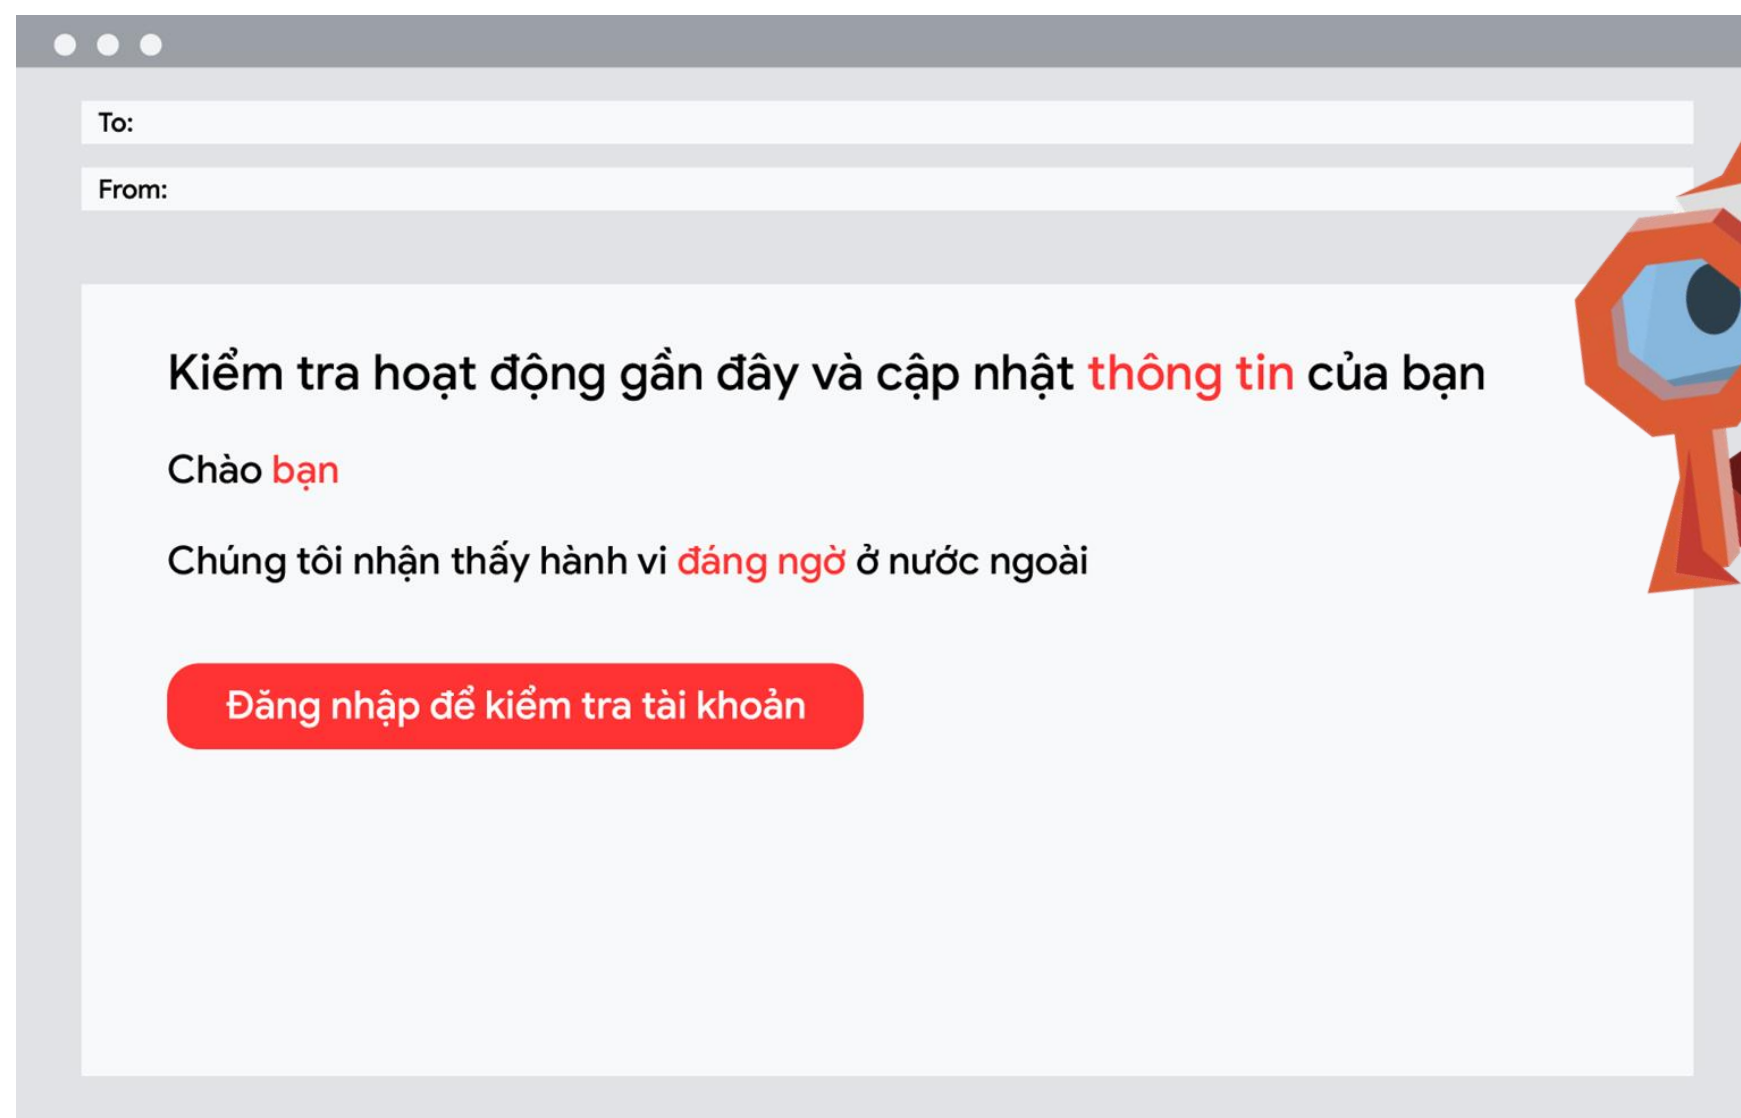 To:
From:
Kiểm tra hoạt động gần đây và cập nhật thông tin của bạn
Chào bạn
Chúng tôi nhận thấy hành vi đáng ngờ ở nước ngoài
Đăng nhập để kiểm tra tài khoản